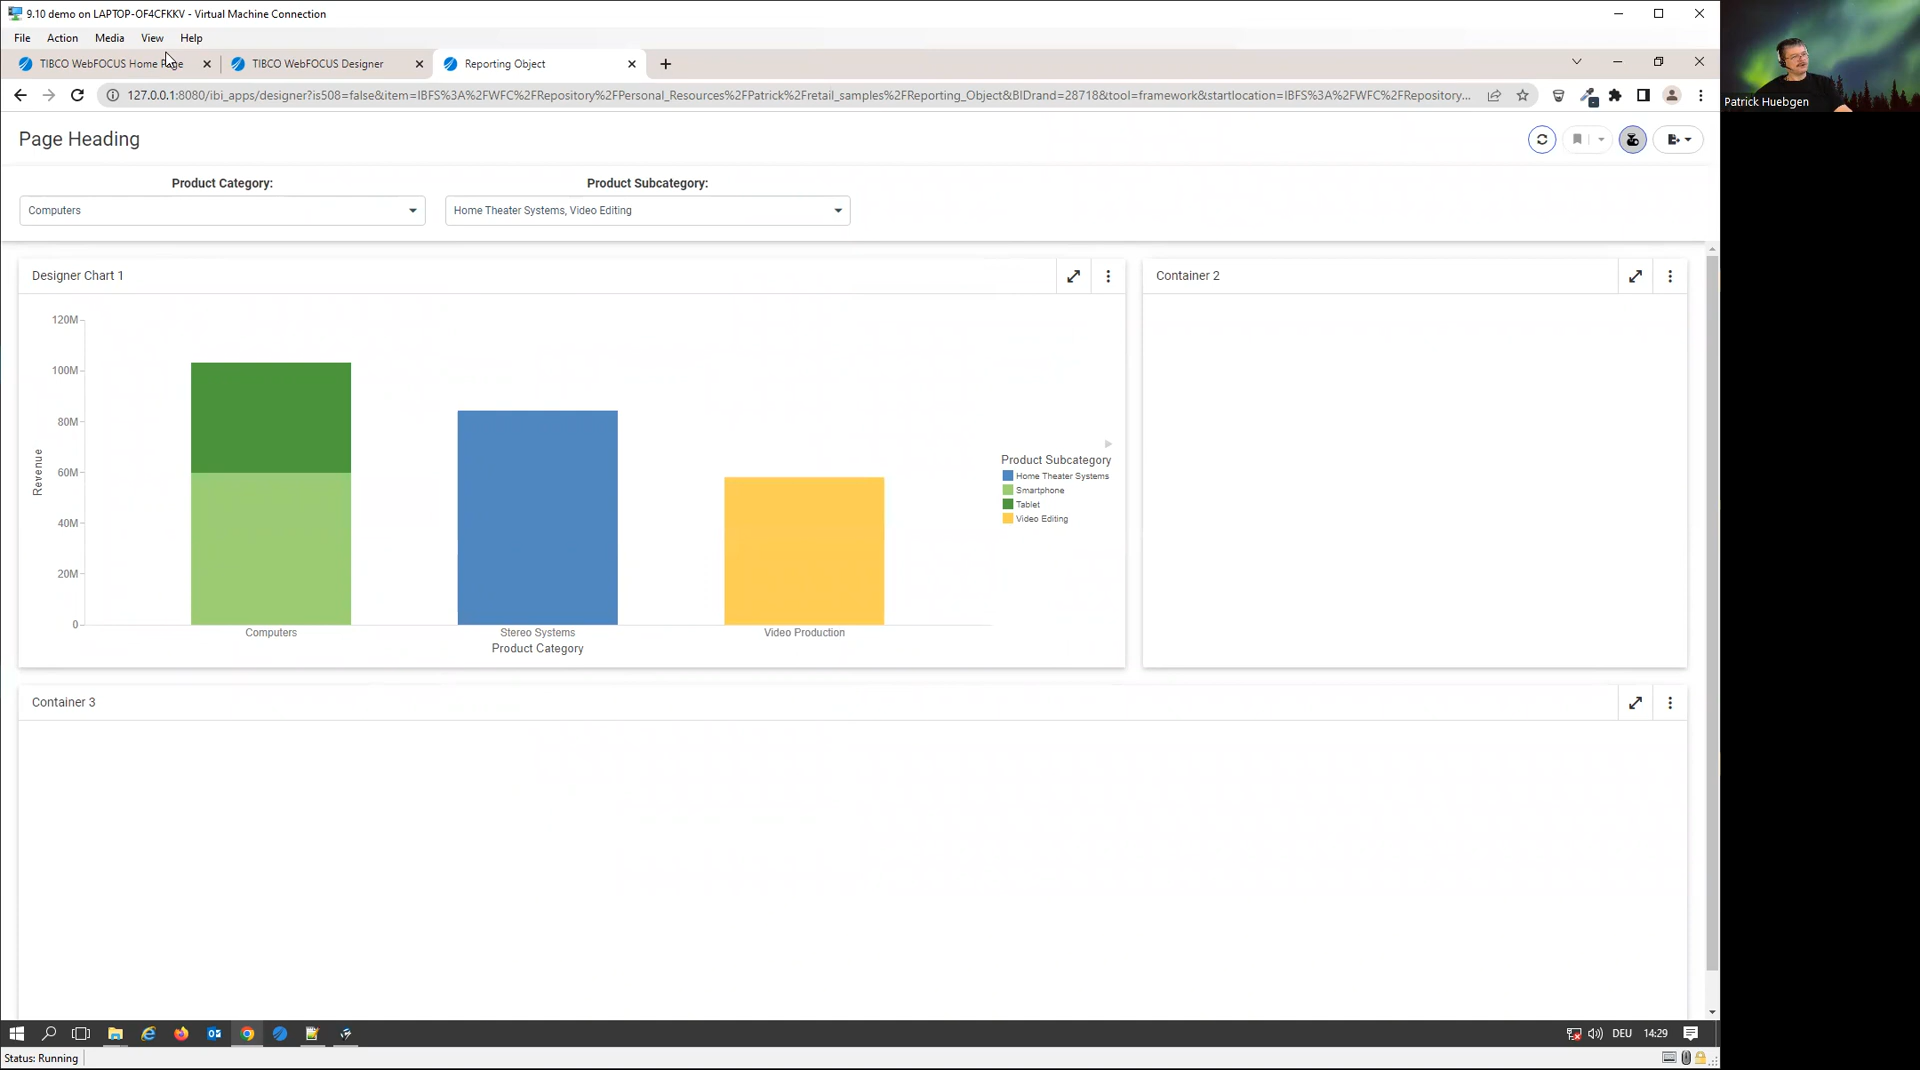 9.10 demo on LAPTOP-OF4CFKKV - Virtual Machine Connection
File Action Media View Help
TIBCO WebFOCUS Home Page
TIBCO WebFOCUS Designer
Reporting Object
127.0.0.1:8080/ibi_apps/designer?is508=false&item=IBFS%3A%2FWFC%2FRepository%2FPersonal_Resources%2FPatrick%2Fretail_samples%2FReporting_Object&BIDrand=28718&tool=framework&startlocation=IBFS%3A%2FWFC%2FRepository...
Patrick Huebgen
Page Heading
Product Category:
Product Subcategory:
Computers
Home Theater Systems, Video Editing
Designer Chart 1
Container 2
120M
100M
80M
60M
40M
20M
0
Revenue
Computers
Stereo Systems
Video Production
Product Category
Product Subcategory
Home Theater Systems
Smartphone
Tablet
Video Editing
Container 3
DEU
14:29
Status: Running